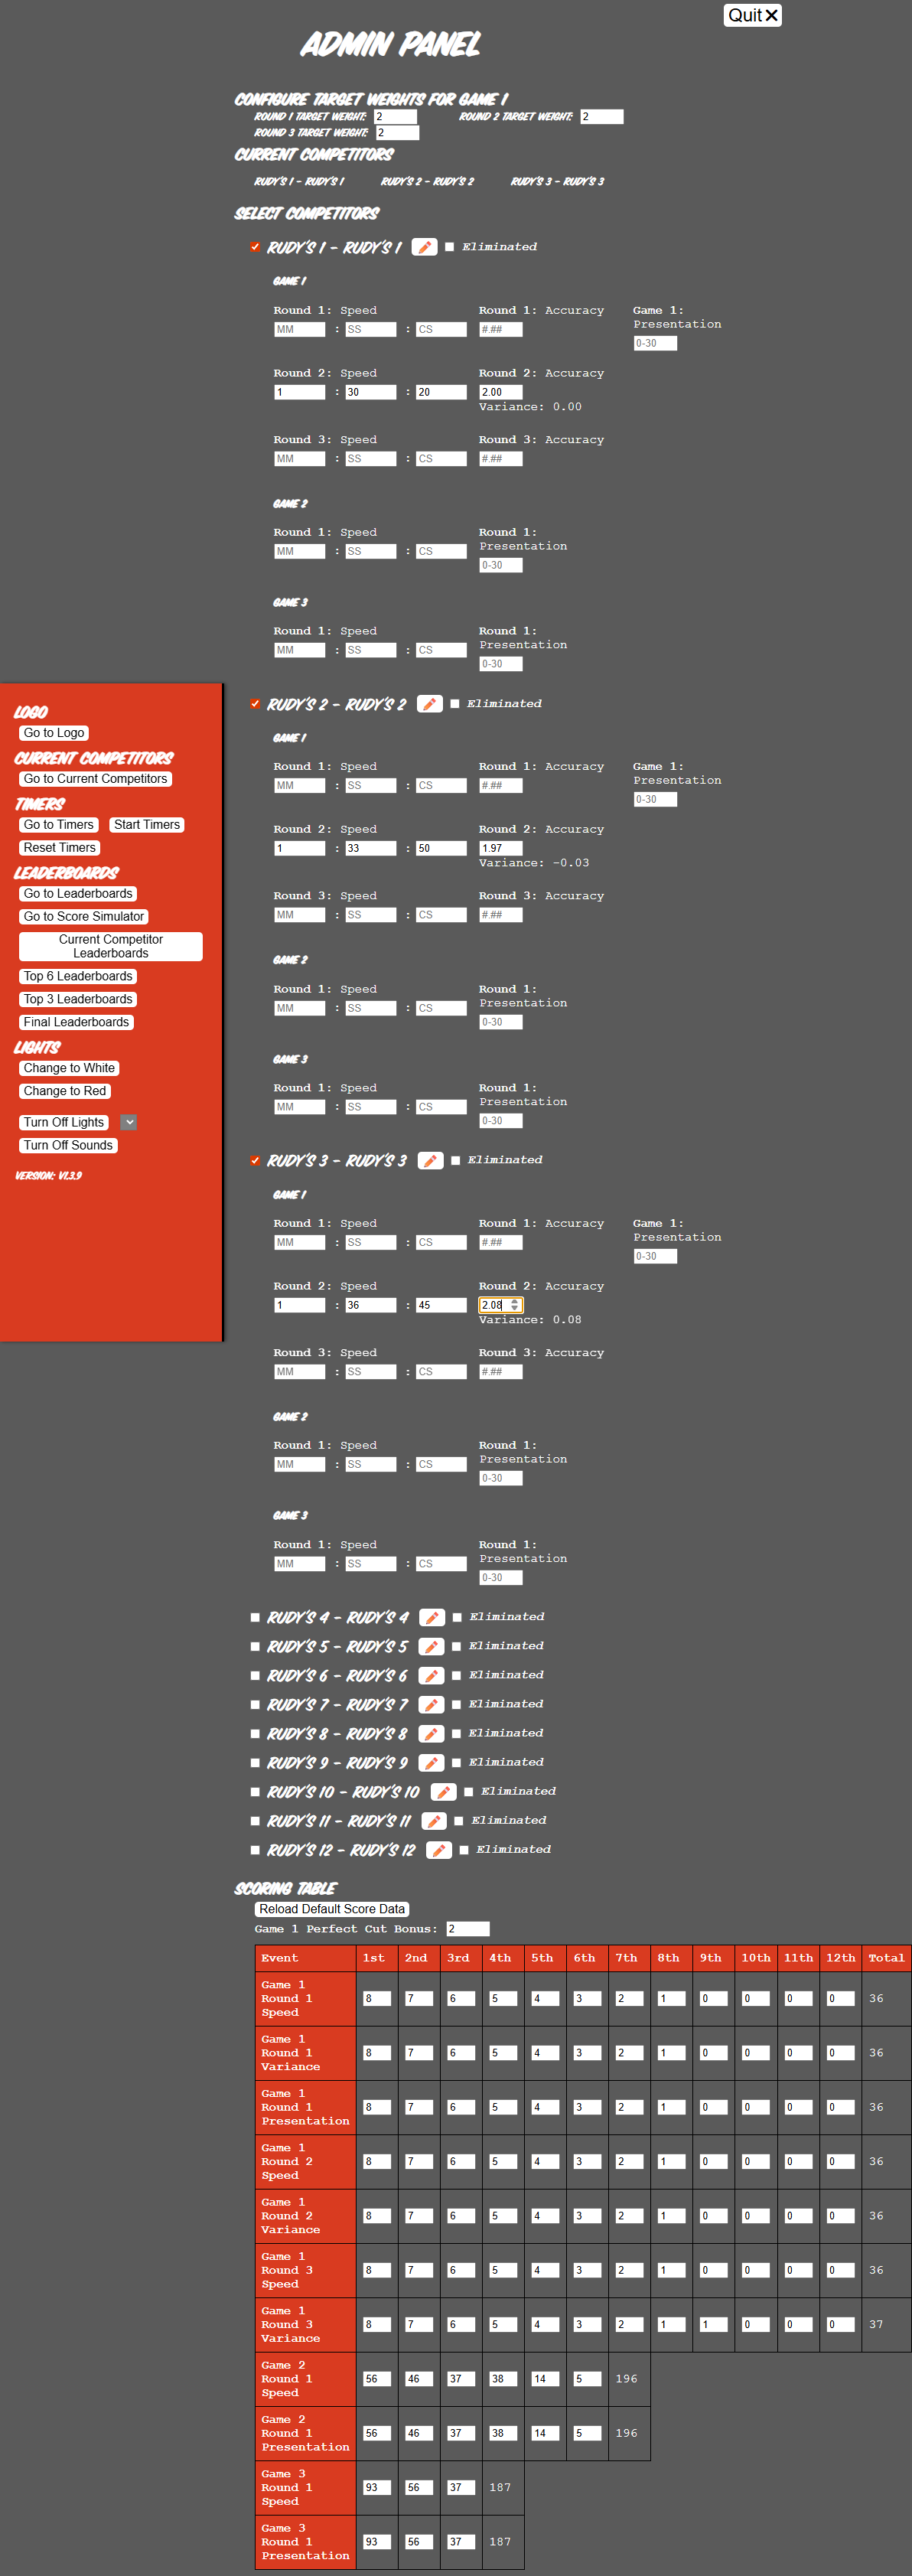 Quit✕
ADMIN PANEL
CONFIGURE TARGET WEIGHTS FOR GAME 1
ROUND 1 TARGET WEIGHT: 2 ROUND 2 TARGET WEIGHT: 2
ROUND 3 TARGET WEIGHT: 2
CURRENT COMPETITORS
RUDY'S 1 - RUDY'S 1 RUDY'S 2 - RUDY'S 2 RUDY'S 3 - RUDY'S 3
SELECT COMPETITORS
RUDY'S 1 - RUDY'S 1 Eliminated
GAME 1
Round 1: Speed Round 1: Accuracy Game 1:
Presentation
MM : SS : CS #.##
0-30
Round 2: Speed Round 2: Accuracy
1 : 30 : 20 2.00
Variance: 0.00
Round 3: Speed Round 3: Accuracy
MM : SS : CS #.##
GAME 2
Round 1: Speed Round 1:
Presentation
MM : SS : CS
0-30
GAME 3
Round 1: Speed Round 1:
Presentation
MM : SS : CS
0-30
LOGO
Go to Logo
CURRENT COMPETITORS
Go to Current Competitors
TIMERS
Go to Timers Start Timers
Reset Timers
LEADERBOARDS
Go to Leaderboards
Go to Score Simulator
Current Competitor
Leaderboards
Top 6 Leaderboards
Top 3 Leaderboards
Final Leaderboards
LIGHTS
Change to White
Change to Red
Turn Off Lights
Turn Off Sounds
VERSION: V1.3.9
RUDY'S 2 - RUDY'S 2 Eliminated
GAME 1
Round 1: Speed Round 1: Accuracy Game 1:
Presentation
MM : SS : CS #.##
0-30
Round 2: Speed Round 2: Accuracy
1 : 33 : 50 1.97
Variance: -0.03
Round 3: Speed Round 3: Accuracy
MM : SS : CS #.##
GAME 2
Round 1: Speed Round 1:
Presentation
MM : SS : CS
0-30
GAME 3
Round 1: Speed Round 1:
Presentation
MM : SS : CS
0-30
RUDY'S 3 - RUDY'S 3 Eliminated
GAME 1
Round 1: Speed Round 1: Accuracy Game 1:
Presentation
MM : SS : CS #.##
0-30
Round 2: Speed Round 2: Accuracy
1 : 36 : 45 2.08
Variance: 0.08
Round 3: Speed Round 3: Accuracy
MM : SS : CS #.##
GAME 2
Round 1: Speed Round 1:
Presentation
MM : SS : CS
0-30
GAME 3
Round 1: Speed Round 1:
Presentation
MM : SS : CS
0-30
RUDY'S 4 - RUDY'S 4 Eliminated
RUDY'S 5 - RUDY'S 5 Eliminated
RUDY'S 6 - RUDY'S 6 Eliminated
RUDY'S 7 - RUDY'S 7 Eliminated
RUDY'S 8 - RUDY'S 8 Eliminated
RUDY'S 9 - RUDY'S 9 Eliminated
RUDY'S 10 - RUDY'S 10 Eliminated
RUDY'S 11 - RUDY'S 11 Eliminated
RUDY'S 12 - RUDY'S 12 Eliminated
SCORING TABLE
Reload Default Score Data
Game 1 Perfect Cut Bonus: 2
Event 1st 2nd 3rd 4th 5th 6th 7th 8th 9th 10th 11th 12th Total
Game 1
Round 1
Speed
8 7 6 5 4 3 2 1 0 0 0 0 36
Game 1
Round 1
Variance
8 7 6 5 4 3 2 1 0 0 0 0 36
Game 1
Round 1
Presentation
8 7 6 5 4 3 2 1 0 0 0 0 36
Game 1
Round 2
Speed
8 7 6 5 4 3 2 1 0 0 0 0 36
Game 1
Round 2
Variance
8 7 6 5 4 3 2 1 0 0 0 0 36
Game 1
Round 3
Speed
8 7 6 5 4 3 2 1 0 0 0 0 36
Game 1
Round 3
Variance
8 7 6 5 4 3 2 1 1 0 0 0 37
Game 2
Round 1
Speed
56 46 37 38 14 5 196
Game 2
Round 1
Presentation
56 46 37 38 14 5 196
Game 3
Round 1
Speed
93 56 37 187
Game 3
Round 1
Presentation
93 56 37 187